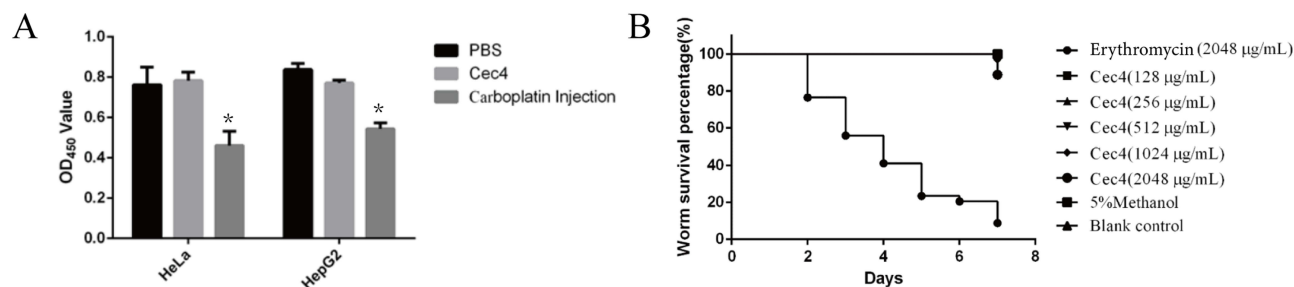 A
1.0
0.8
0.6
0.4
0.2
0.0
OD450 Value
HeLa
HepG2
*
*
PBS
Cec4
Carboplatin Injection
B
Worm survival percentage(%)
100
80
60
40
20
0
0
2
4
6
8
Days
Erythromycin (2048 μg/mL)
Cec4(128 μg/mL)
Cec4(256 μg/mL)
Cec4(512 μg/mL)
Cec4(1024 μg/mL)
Cec4(2048 μg/mL)
5%Methanol
Blank control